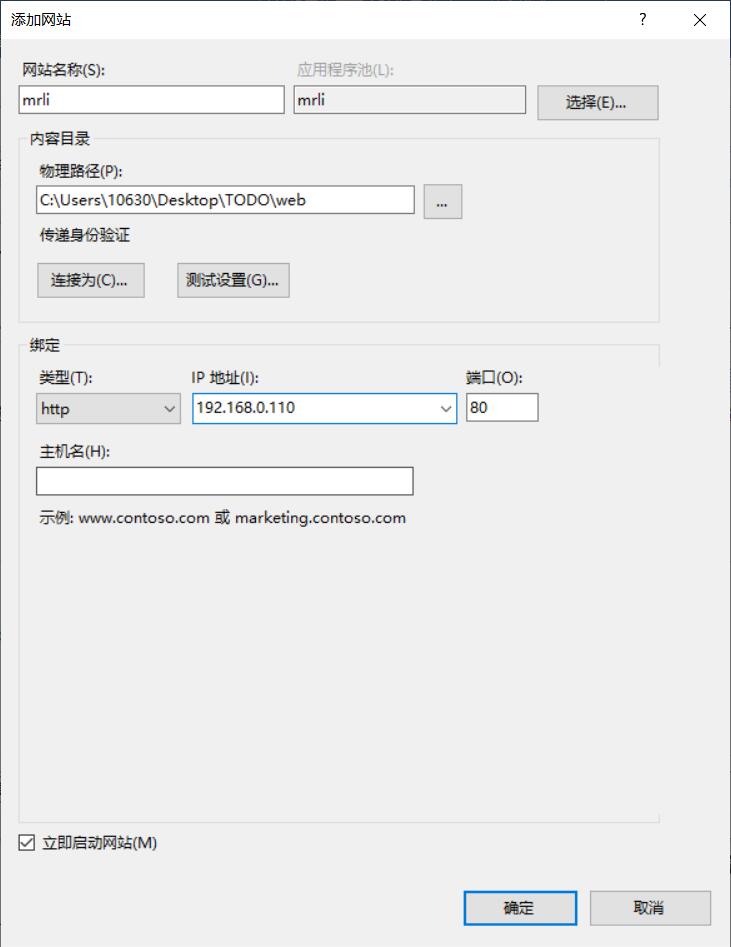 添加网站
?
网站名称(S):
应用程序池(L):
mrli
mrli
选择(E)...
内容目录
物理路径(P):
C:\Users\10630\Desktop\TODO\web
...
传递身份验证
连接为(C)...
测试设置(G)...
绑定
类型(T):
IP 地址(I):
端口(O):
http
192.168.0.110
80
主机名(H):
示例: www.contoso.com 或 marketing.contoso.com
立即启动网站(M)
确定
取消